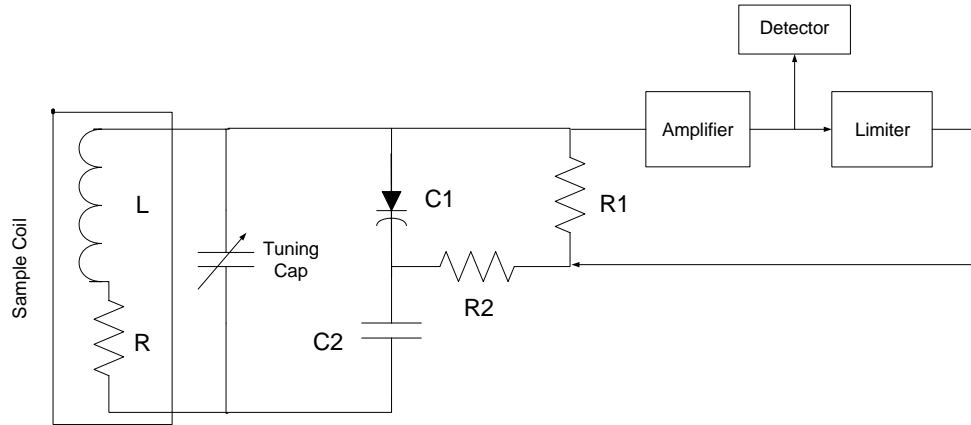 Detector
Amplifier
Limiter
L
C1
R1
Tuning
Cap
Sample Coil
R2
R
C2